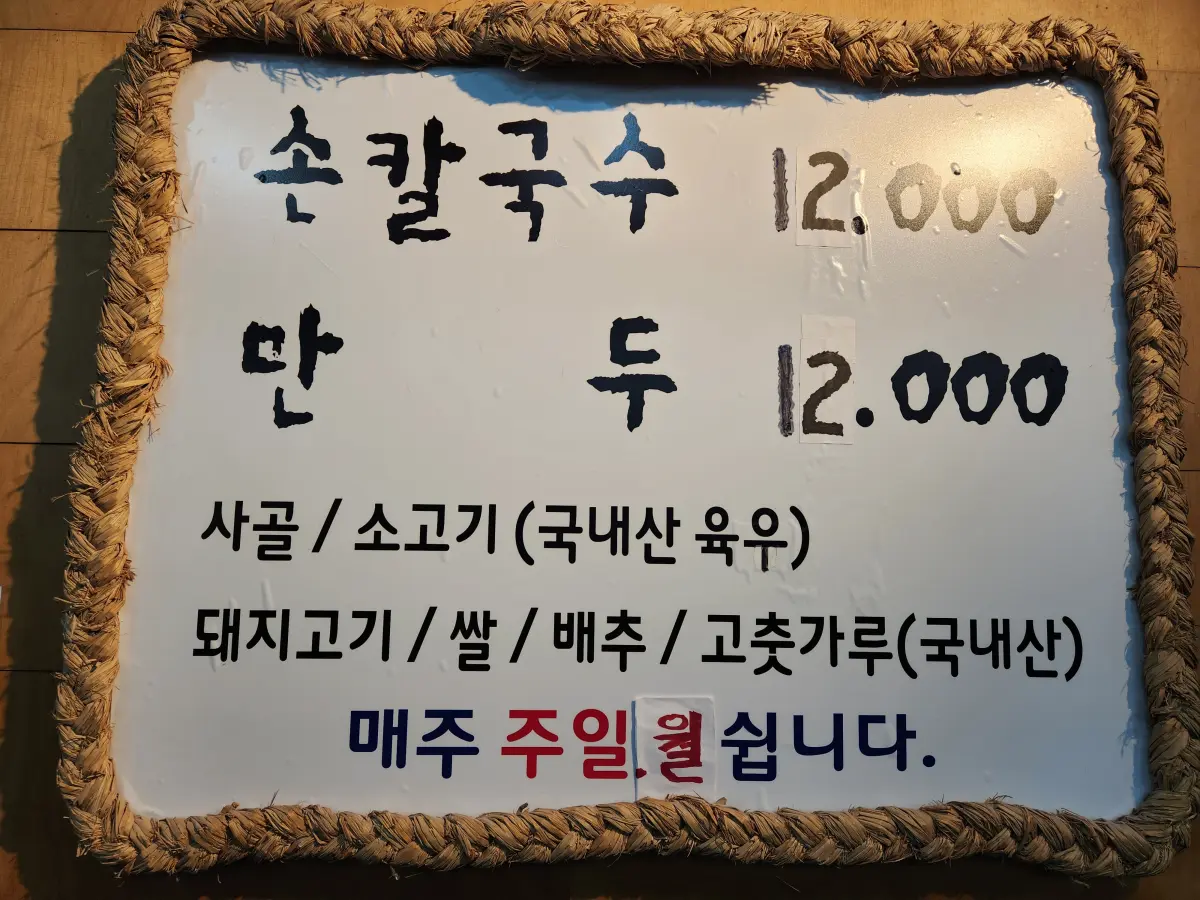 손칼국수 12.000
만두 12.000
사골 / 소고기 (국내산 육우)
돼지고기 / 쌀 / 배추 / 고춧가루(국내산)
매주 주일.월 쉽니다.